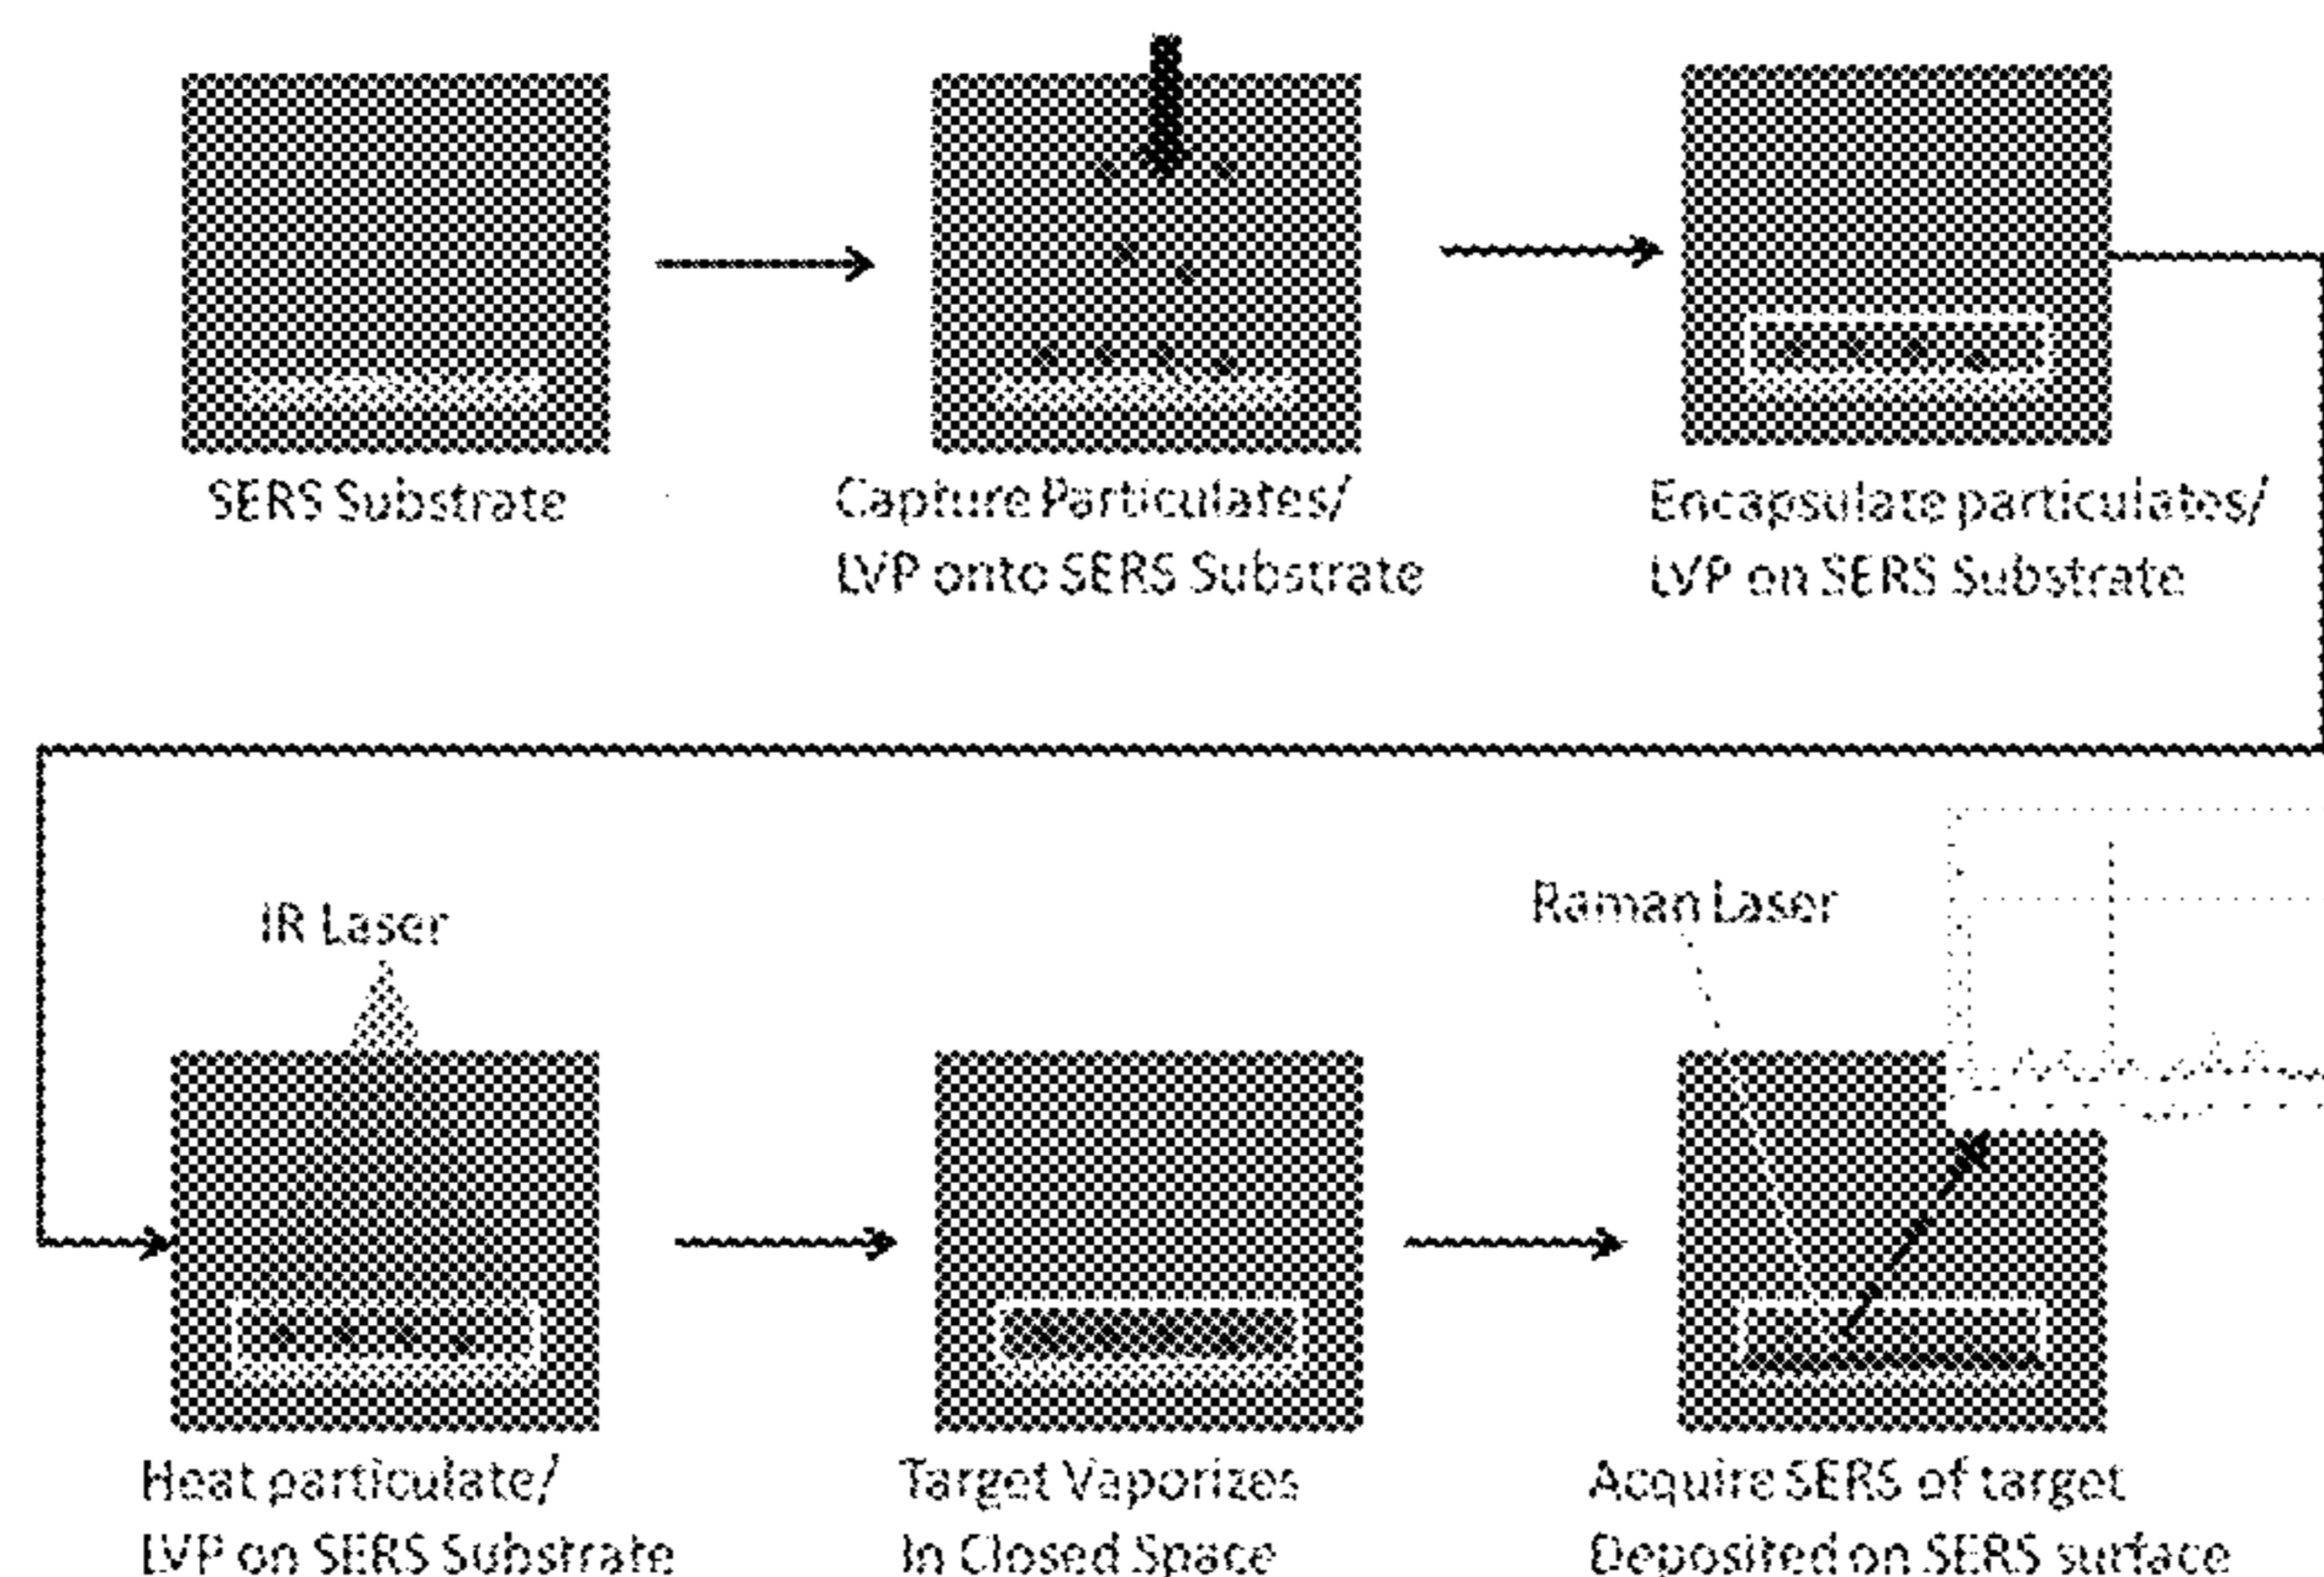 SERS Substrate
Capture Particulates/
LVP onto SERS Substrate
Encapsulate particulates/
LVP on SERS Substrate
IR Laser
Raman Laser
Heat particulate/
LVP on SERS Substrate
Target Vaporizes
In Closed Space
Acquire SERS of target
Deposited on SERS surface